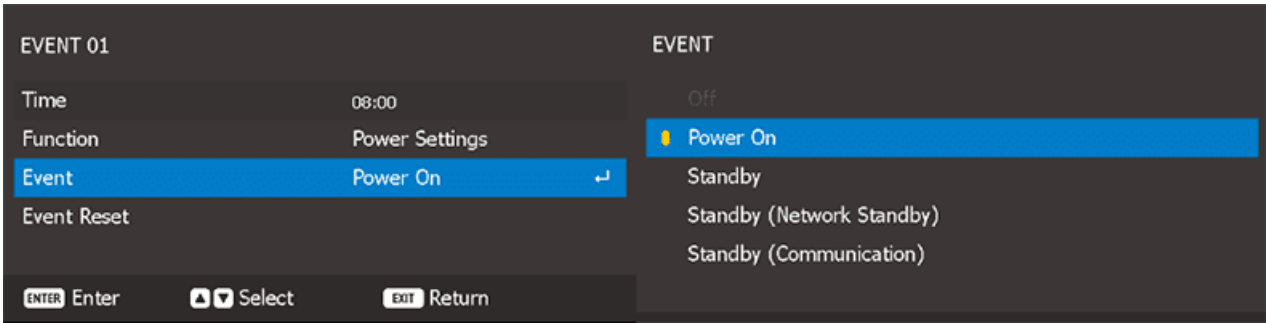 EVENT 01
Time 08:00
Function Power Settings
Event Power On
Event Reset
ENTER Enter Select EXIT Return
EVENT
Off
Power On
Standby
Standby (Network Standby)
Standby (Communication)